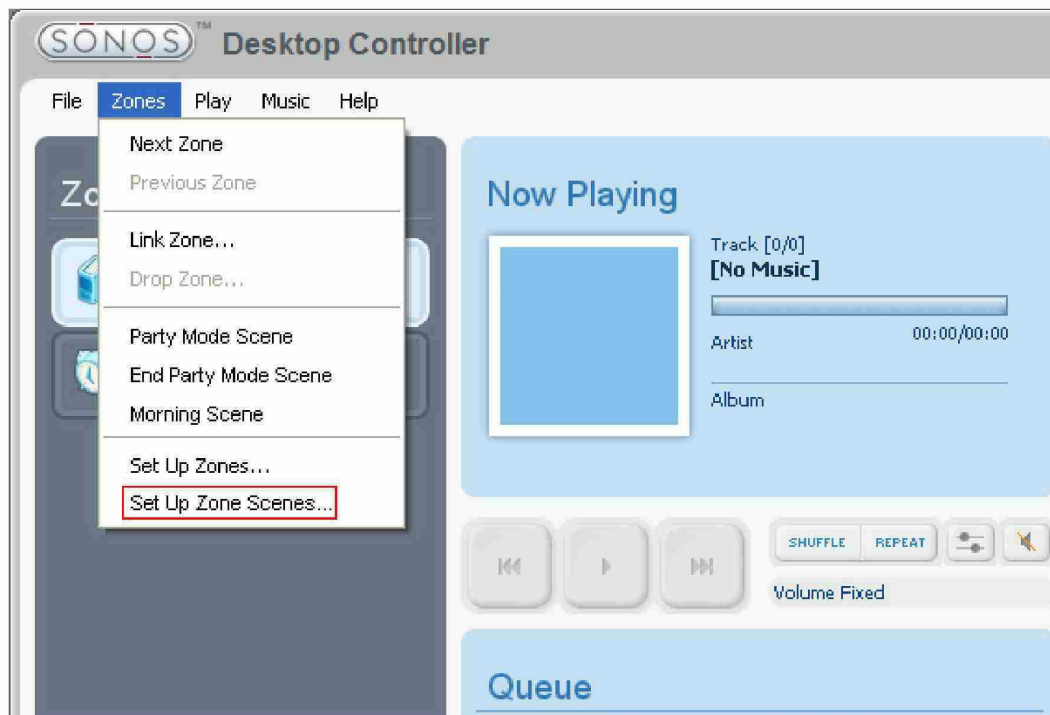 SONOS™ Desktop Controller
File Zones Play Music Help
Next Zone
Previous Zone
Link Zone...
Drop Zone...
Party Mode Scene
End Party Mode Scene
Morning Scene
Set Up Zones...
Set Up Zone Scenes...
Zo
Now Playing
Track [0/0]
[No Music]
Artist 00:00/00:00
Album
SHUFFLE REPEAT
Volume Fixed
Queue